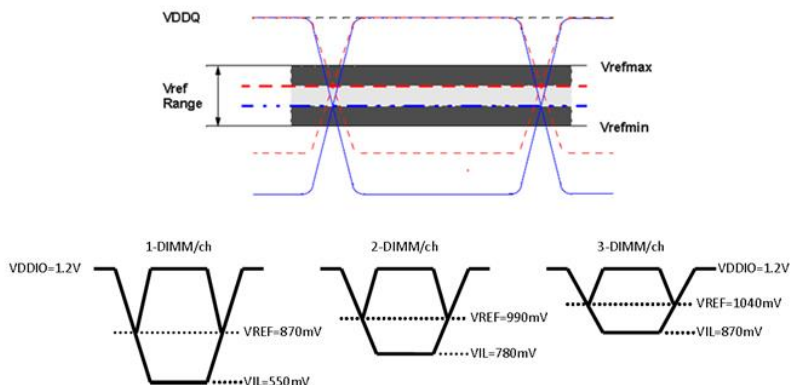 VDDQ
Vrefmax
Vref
Range
Vrefmin
1-DIMM/ch
2-DIMM/ch
3-DIMM/ch
VDDIO=1.2V
VDDIO=1.2V
VREF=870mV
VREF=990mV
VREF=1040mV
VIL=550mV
VIL=780mV
VIL=870mV